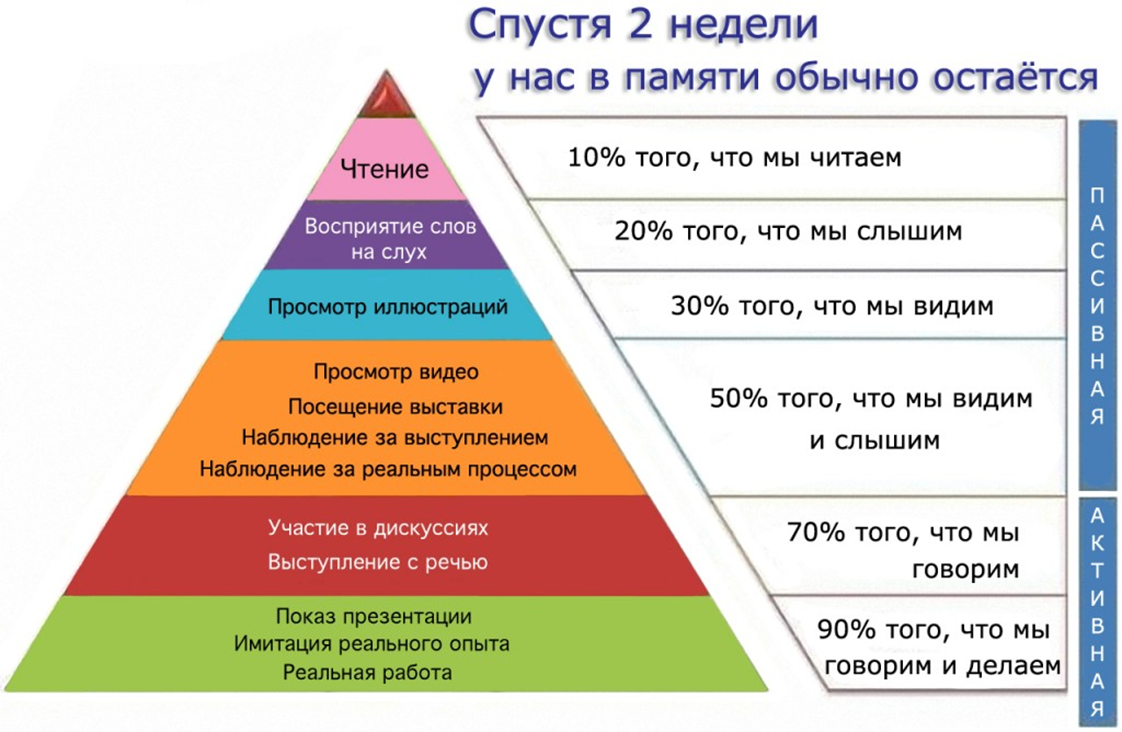 Спустя 2 недели
у нас в памяти обычно остаётся
Чтение
10% того, что мы читаем
Восприятие слов
на слух
20% того, что мы слышим
Просмотр иллюстраций
30% того, что мы видим
Просмотр видео
Посещение выставки
Наблюдение за выступлением
Наблюдение за реальным процессом
50% того, что мы видим
и слышим
Участие в дискуссиях
Выступление с речью
70% того, что мы
говорим
Показ презентации
Имитация реального опыта
Реальная работа
90% того, что мы
говорим и делаем
ПАССИВНАЯ
АКТИВНАЯ